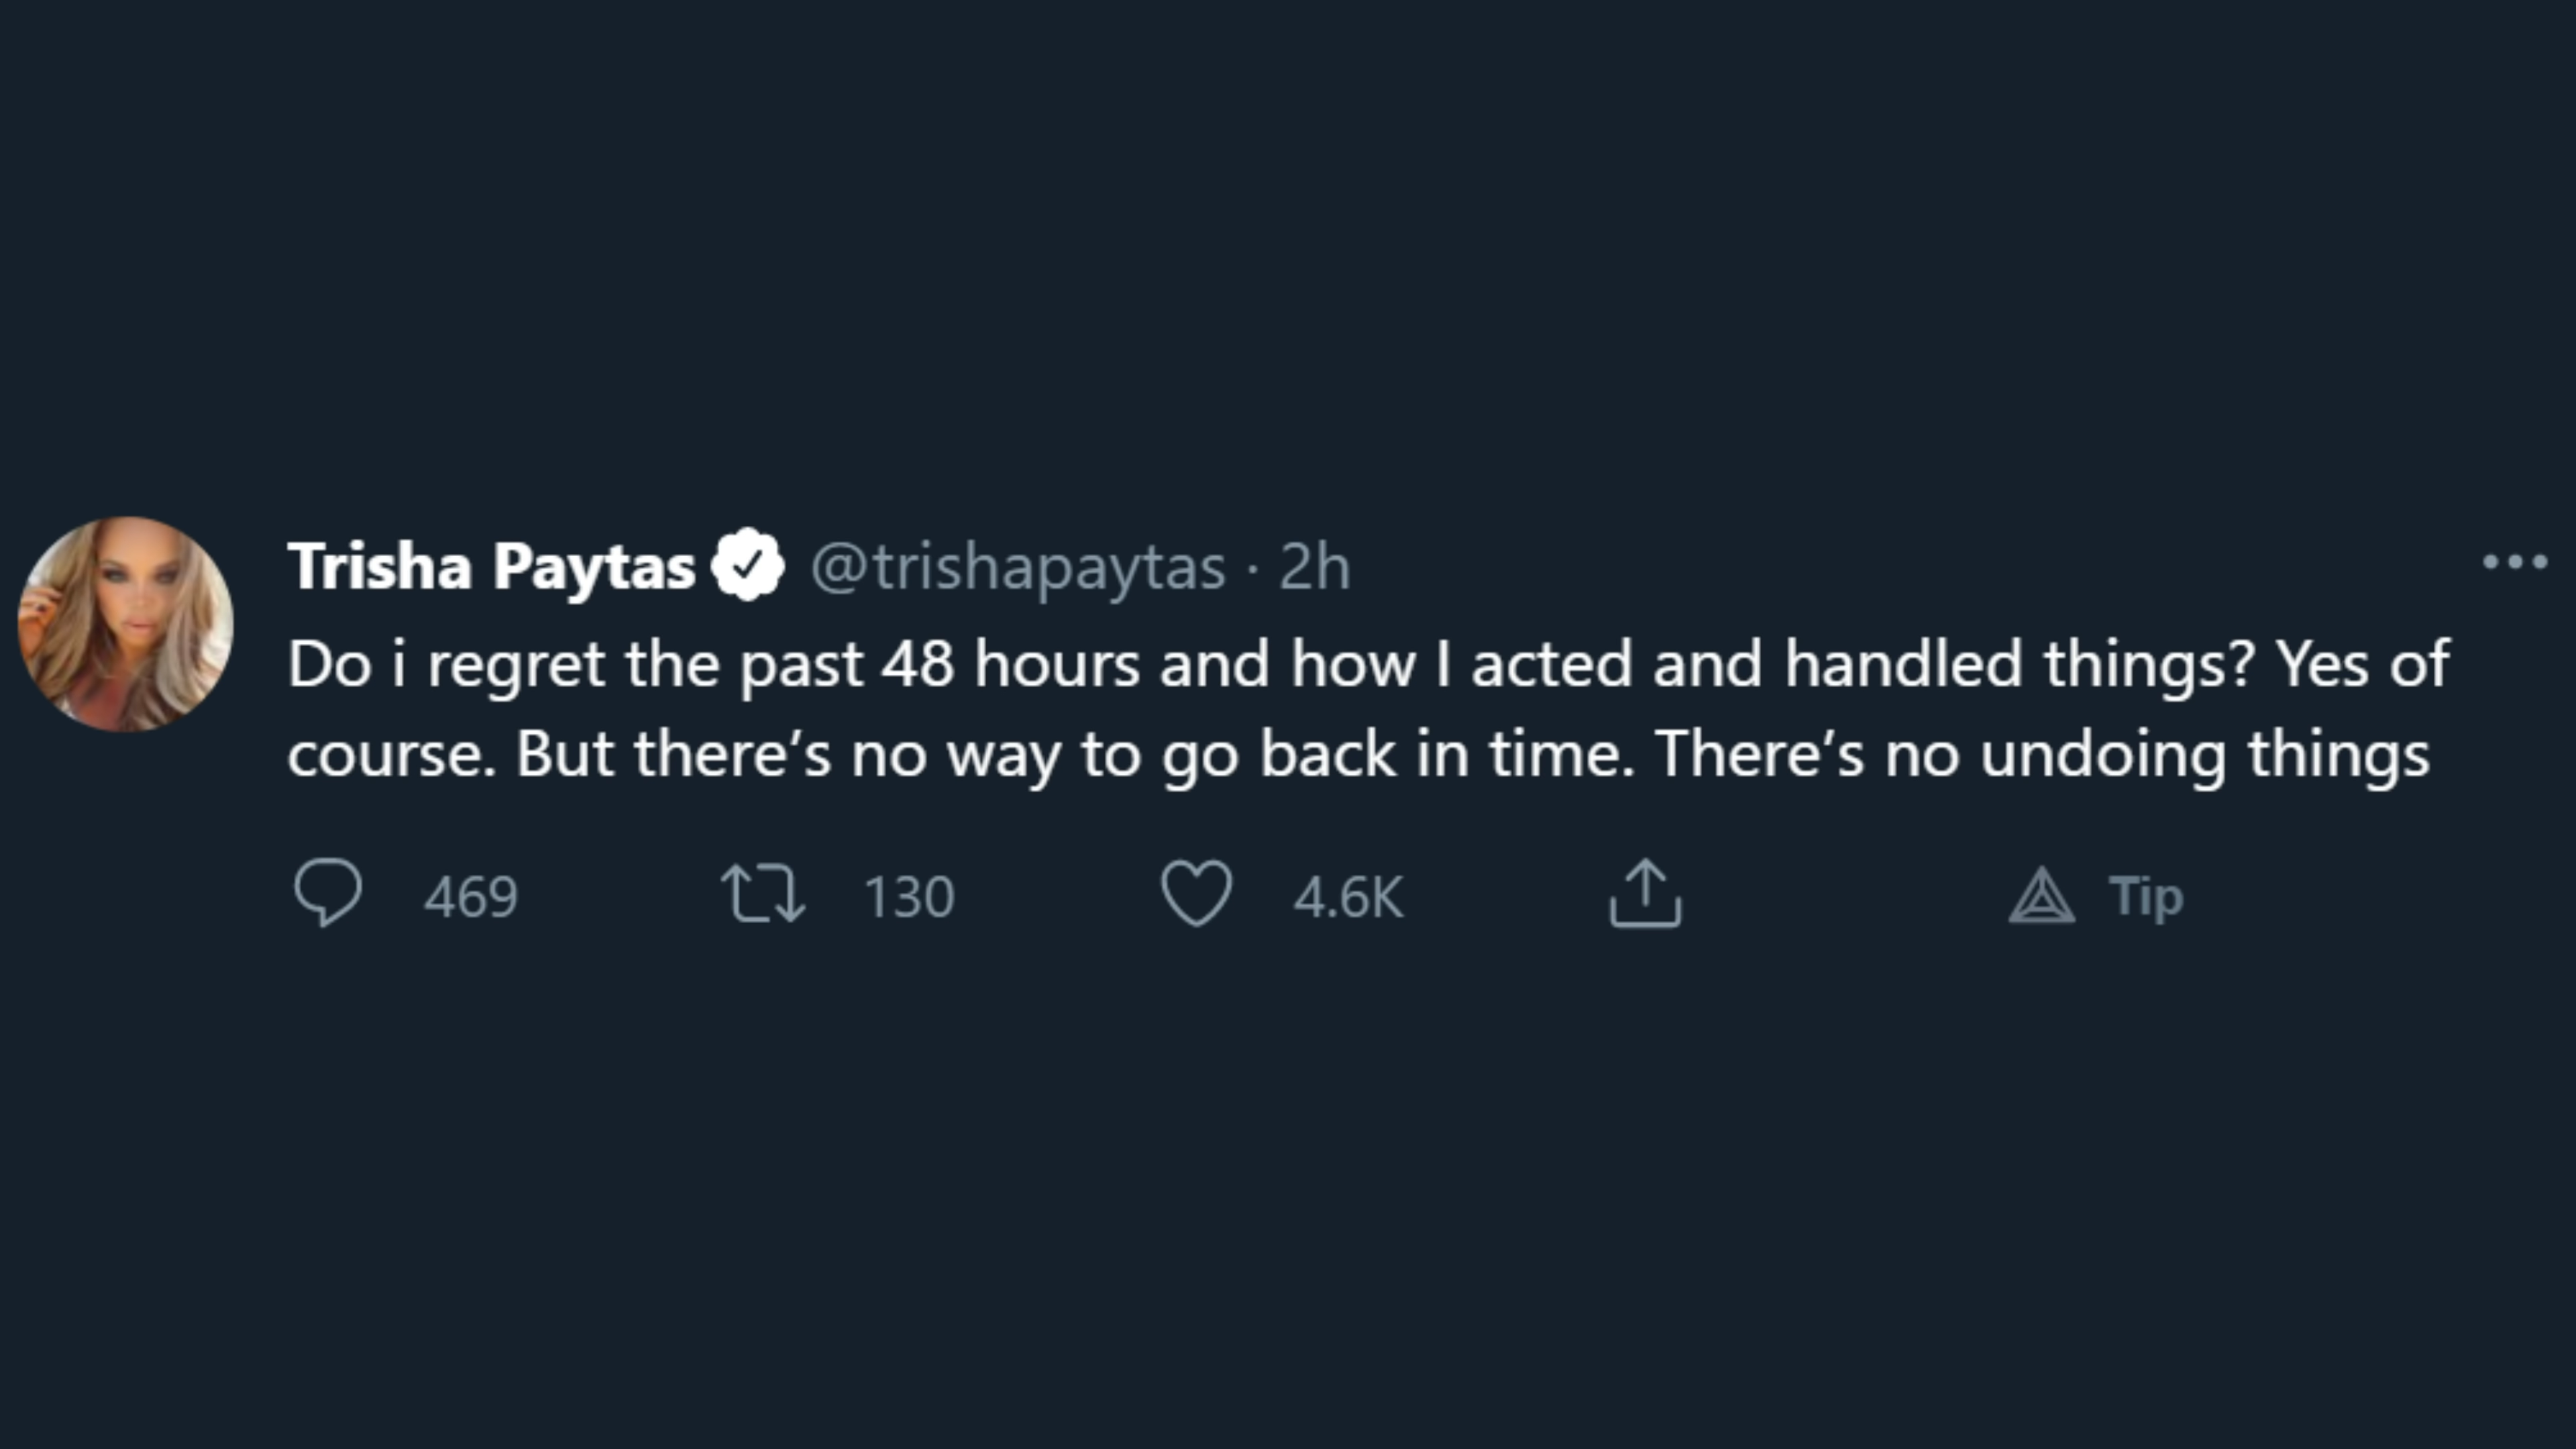 Trisha Paytas @trishapaytas · 2h
Do i regret the past 48 hours and how I acted and handled things? Yes of
course. But there’s no way to go back in time. There’s no undoing things
469 130 4.6K Tip